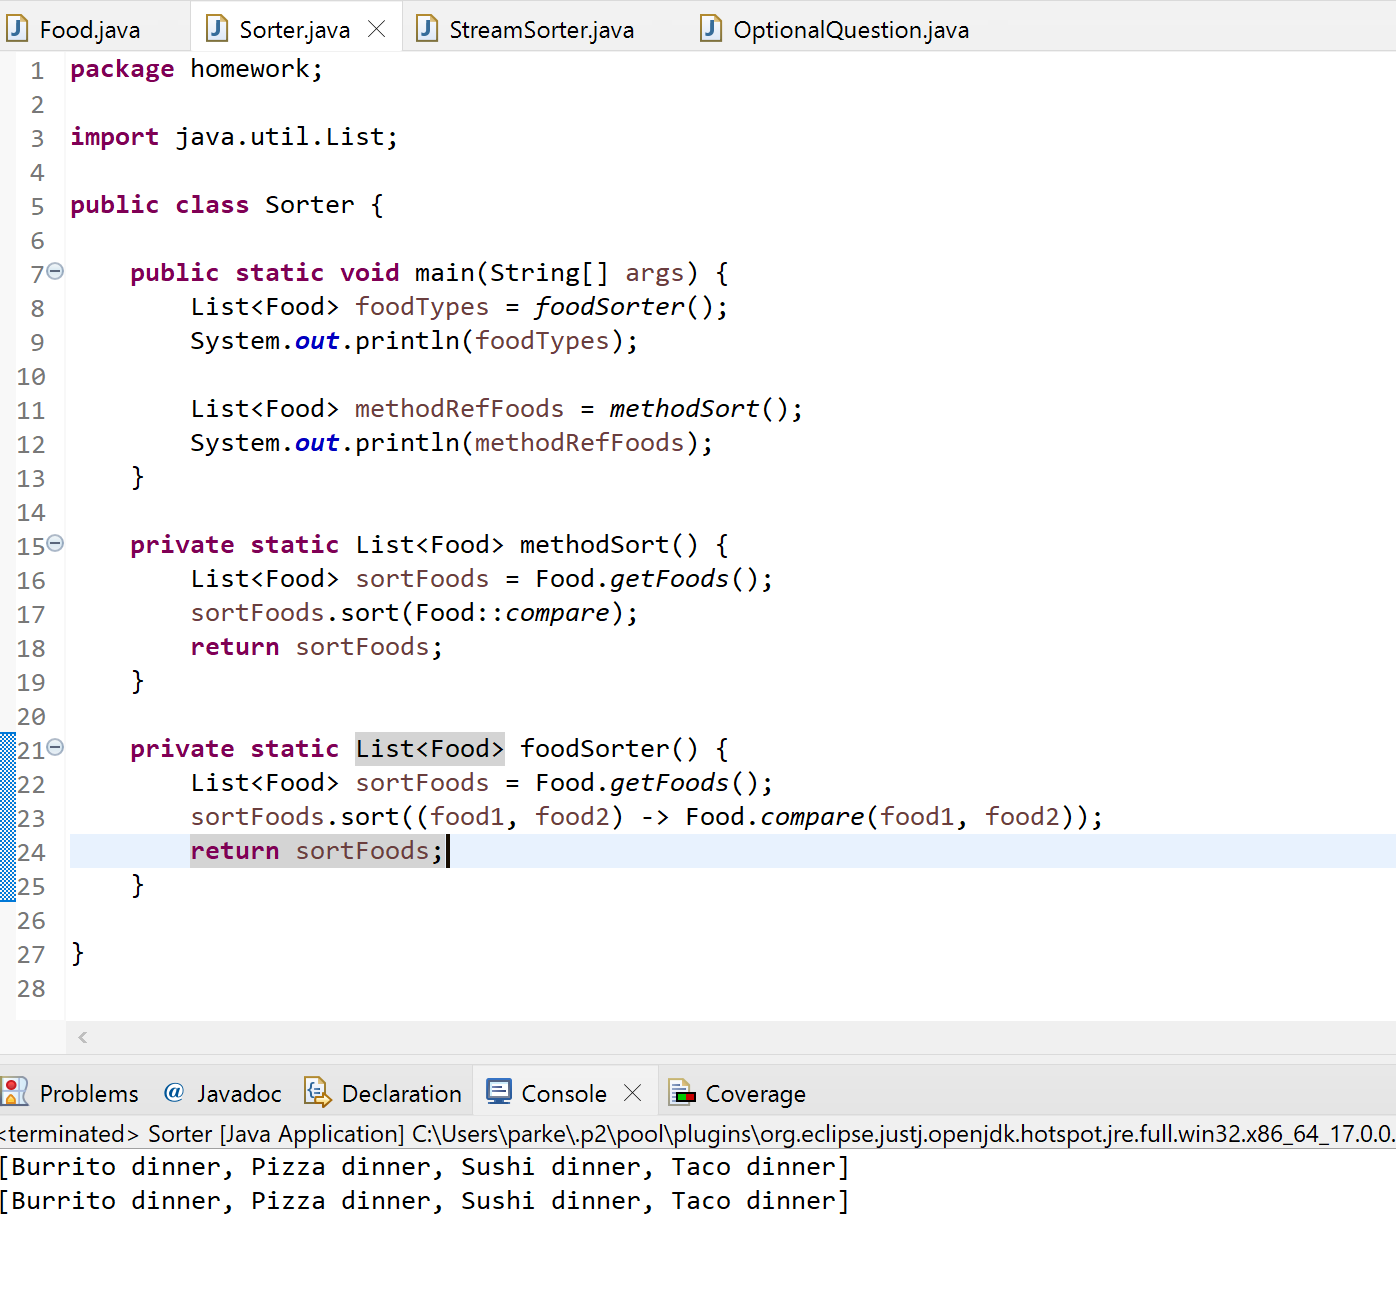 Food.java Sorter.java StreamSorter.java OptionalQuestion.java
1 package homework;
2
3 import java.util.List;
4
5 public class Sorter {
6
7 public static void main(String[] args) {
8 List<Food> foodTypes = foodSorter();
9 System.out.println(foodTypes);
10
11 List<Food> methodRefFoods = methodSort();
12 System.out.println(methodRefFoods);
13 }
14
15 private static List<Food> methodSort() {
16 List<Food> sortFoods = Food.getFoods();
17 sortFoods.sort(Food::compare);
18 return sortFoods;
19 }
20
21 private static List<Food> foodSorter() {
22 List<Food> sortFoods = Food.getFoods();
23 sortFoods.sort((food1, food2) -> Food.compare(food1, food2));
24 return sortFoods;
25 }
26
27 }
28
Problems @ Javadoc Declaration Console Coverage
<terminated> Sorter [Java Application] C:\Users\parke\.p2\pool\plugins\org.eclipse.justj.openjdk.hotspot.jre.full.win32.x86_64_17.0.0.
[Burrito dinner, Pizza dinner, Sushi dinner, Taco dinner]
[Burrito dinner, Pizza dinner, Sushi dinner, Taco dinner]